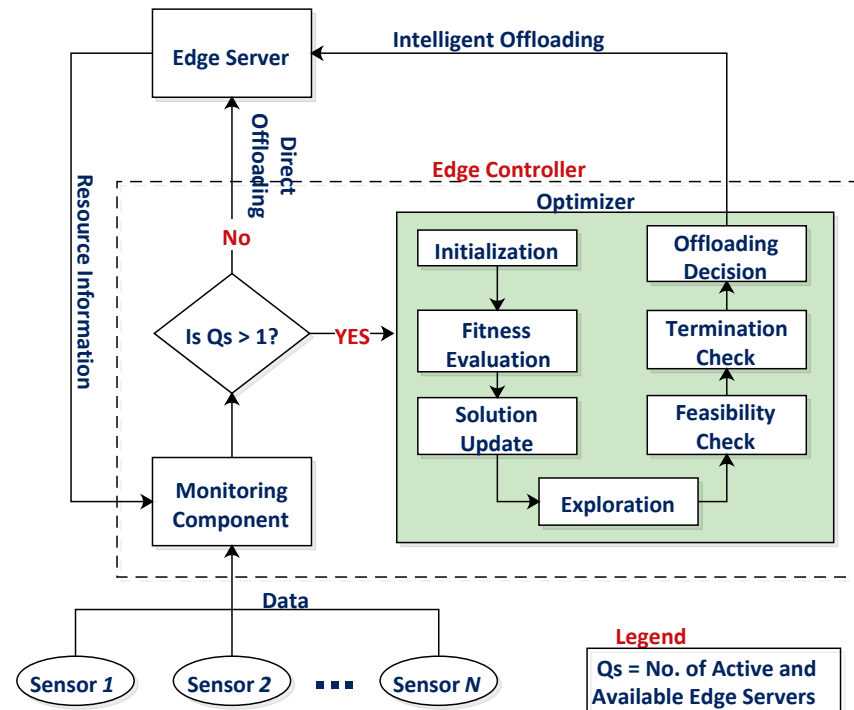 Edge Server
Intelligent Offloading
Direct
Offloading
Resource Information
Edge Controller
Optimizer
No
Initialization
Offloading
Decision
Is Qs > 1?
YES
Fitness
Evaluation
Termination
Check
Solution
Update
Feasibility
Check
Monitoring
Component
Exploration
Data
Sensor 1
Sensor 2
Sensor N
Legend
Qs = No. of Active and
Available Edge Servers